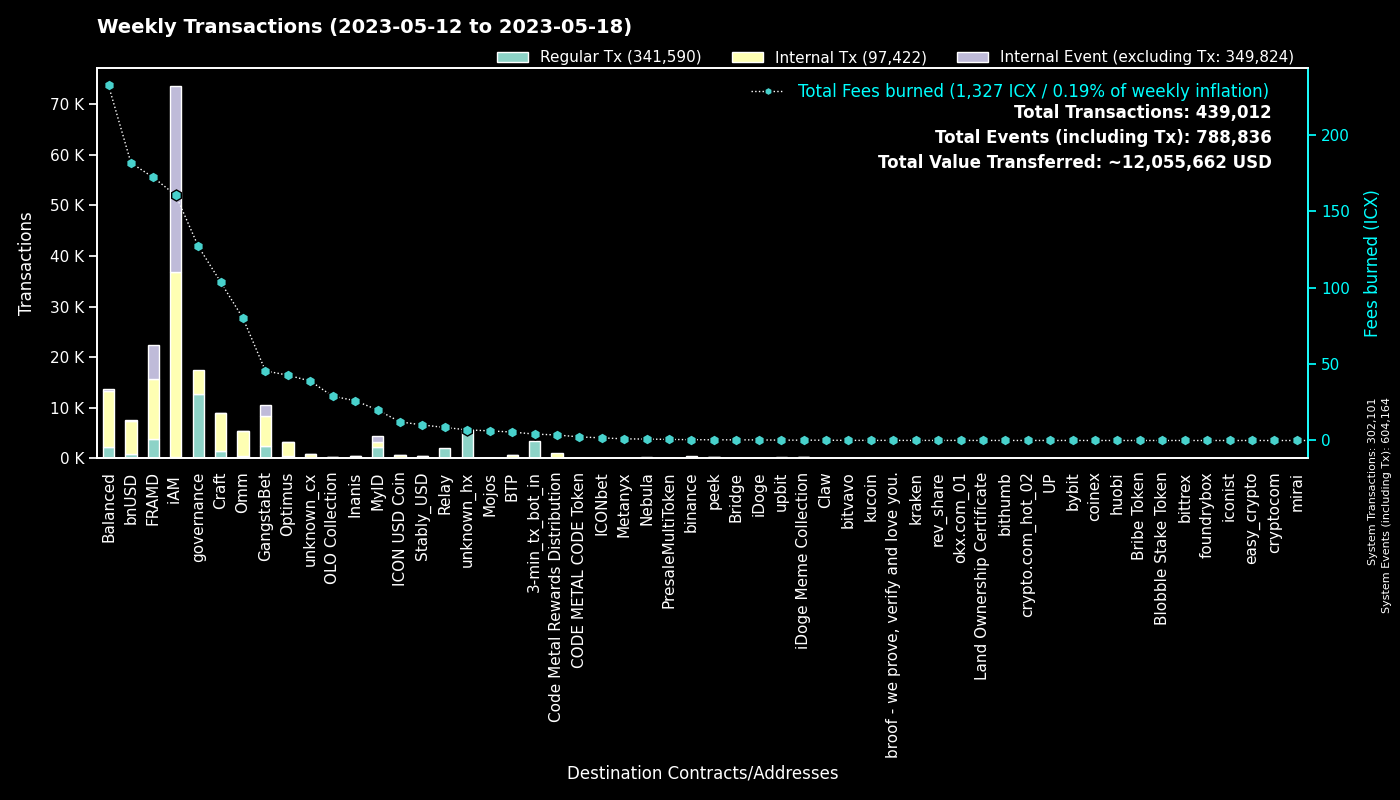 Weekly Transactions (2023-05-12 to 2023-05-18)
Regular Tx (341,590)
Internal Tx (97,422)
Internal Event (excluding Tx: 349,824)
Total Fees burned (1,327 ICX / 0.19% of weekly inflation)
Total Transactions: 439,012
Total Events (including Tx): 788,836
Total Value Transferred: ~12,055,662 USD
Transactions
70 K
60 K
50 K
40 K
30 K
20 K
10 K
0 K
200
150
100
50
0
Fees burned (ICX)
System Transactions: 302,101
System Events (including Tx): 604,164
Balanced
bnUSD
FRAMD
iAM
governance
Craft
Omm
GangstaBet
Optimus
unknown_cx
OLO Collection
Inanis
MyID
ICON USD Coin
Stably_USD
Relay
unknown_hx
Mojos
BTP
3-min_tx_bot_in
Code Metal Rewards Distribution
CODE METAL CODE Token
ICONbet
Metanyx
Nebula
PresaleMultiToken
binance
peek
Bridge
iDoge
upbit
iDoge Meme Collection
Claw
bitvavo
kucoin
broof - we prove, verify and love you.
kraken
rev_share
okx.com_01
Land Ownership Certificate
bithumb
crypto.com_hot_02
UP
bybit
coinex
huobi
Bribe Token
Blobble Stake Token
bittrex
foundrybox
iconist
easy_crypto
cryptocom
mirai
Destination Contracts/Addresses